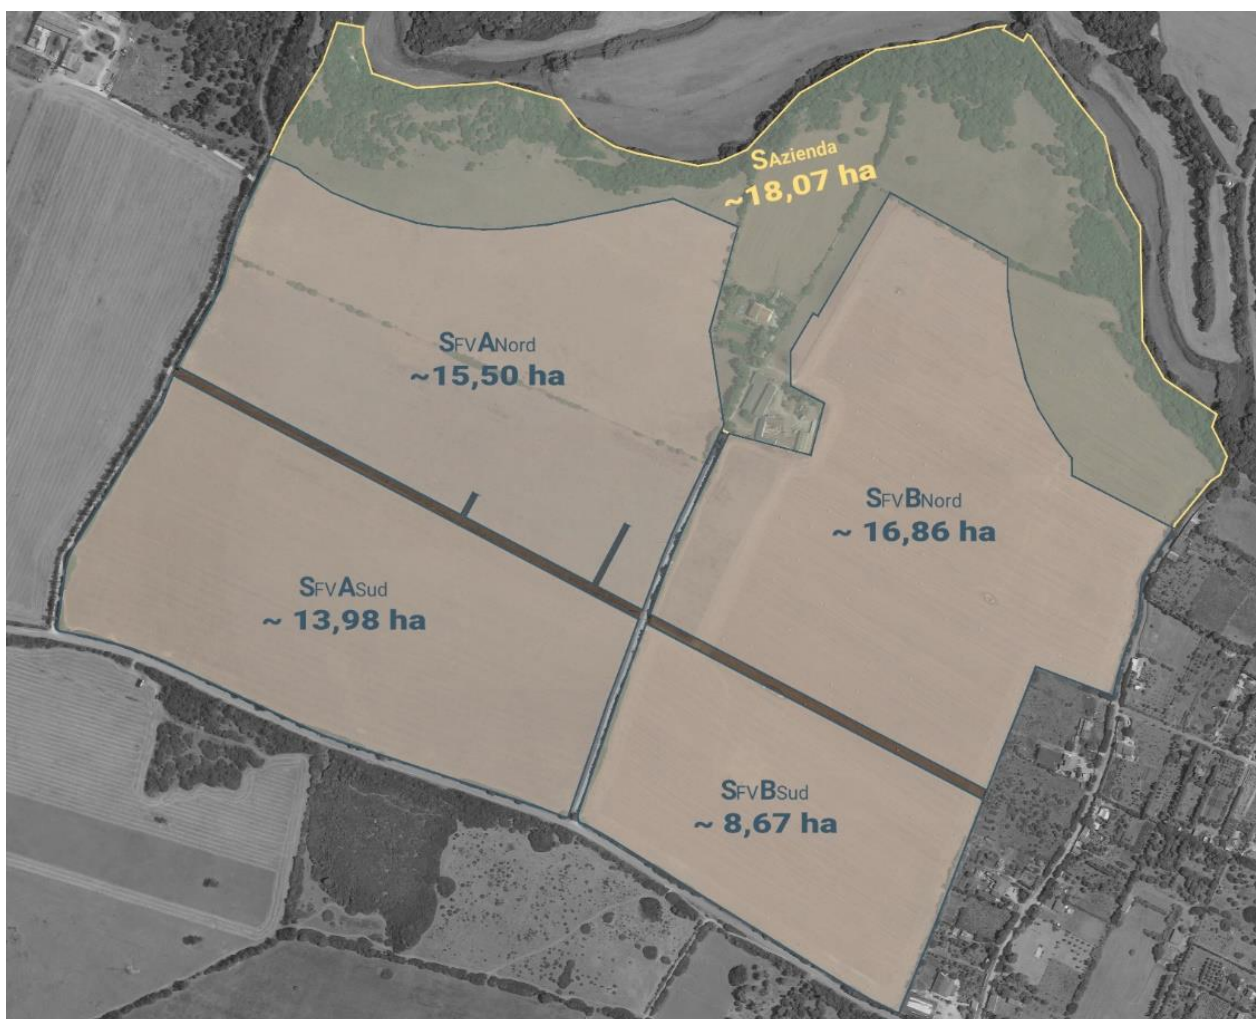 SAzienda
~18,07 ha
SFVANord
~15,50 ha
SFVBNord
~ 16,86 ha
SFVASud
~ 13,98 ha
SFVBSud
~ 8,67 ha